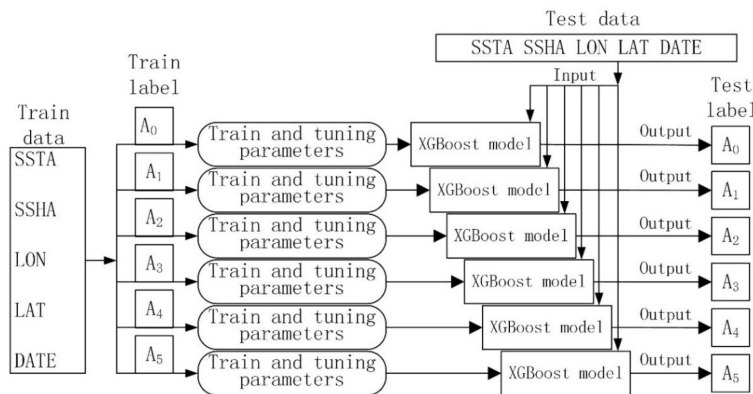 Test data
SSTA SSHA LON LAT DATE
Input
Train
label
Test
label
Train
data
SSTA
SSHA
LON
LAT
DATE
A0
Train and tuning
parameters
XGBoost model
Output
A0
A1
Train and tuning
parameters
XGBoost model
Output
A1
A2
Train and tuning
parameters
XGBoost model
Output
A2
A3
Train and tuning
parameters
XGBoost model
Output
A3
A4
Train and tuning
parameters
XGBoost model
Output
A4
A5
Train and tuning
parameters
XGBoost model
Output
A5